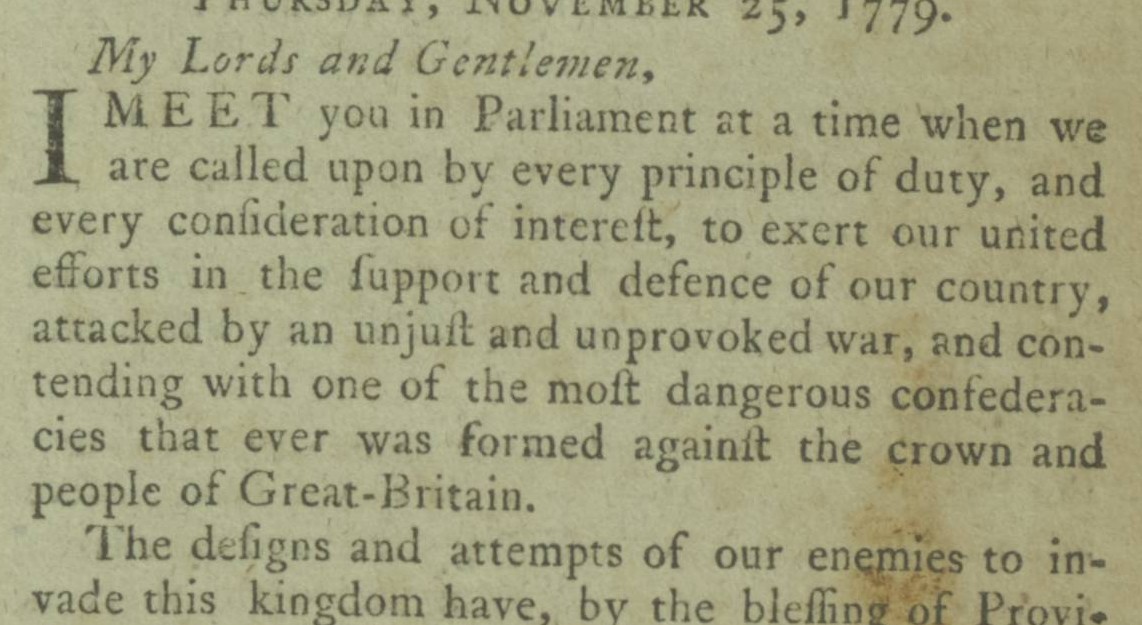 THURSDAY, NOVEMBER 25, 1779.
My Lords and Gentlemen,
I MEET you in Parliament at a time when we
are called upon by every principle of duty, and
every conſideration of intereſt, to exert our united
efforts in the ſupport and defence of our country,
attacked by an unjuſt and unprovoked war, and con-
tending with one of the moſt dangerous confedera-
cies that ever was formed againſt the crown and
people of Great-Britain.
The deſigns and attempts of our enemies to in-
vade this kingdom have, by the bleſſing of Provi-